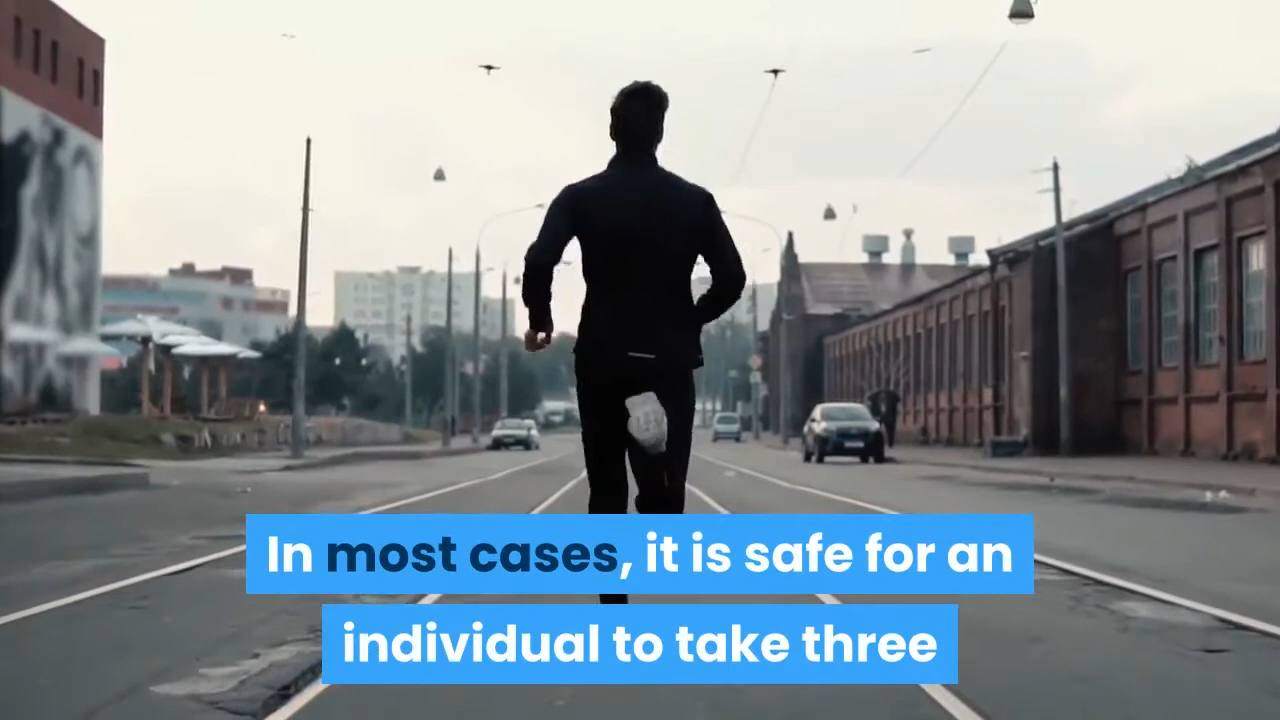 In most cases, it is safe for an
individual to take three